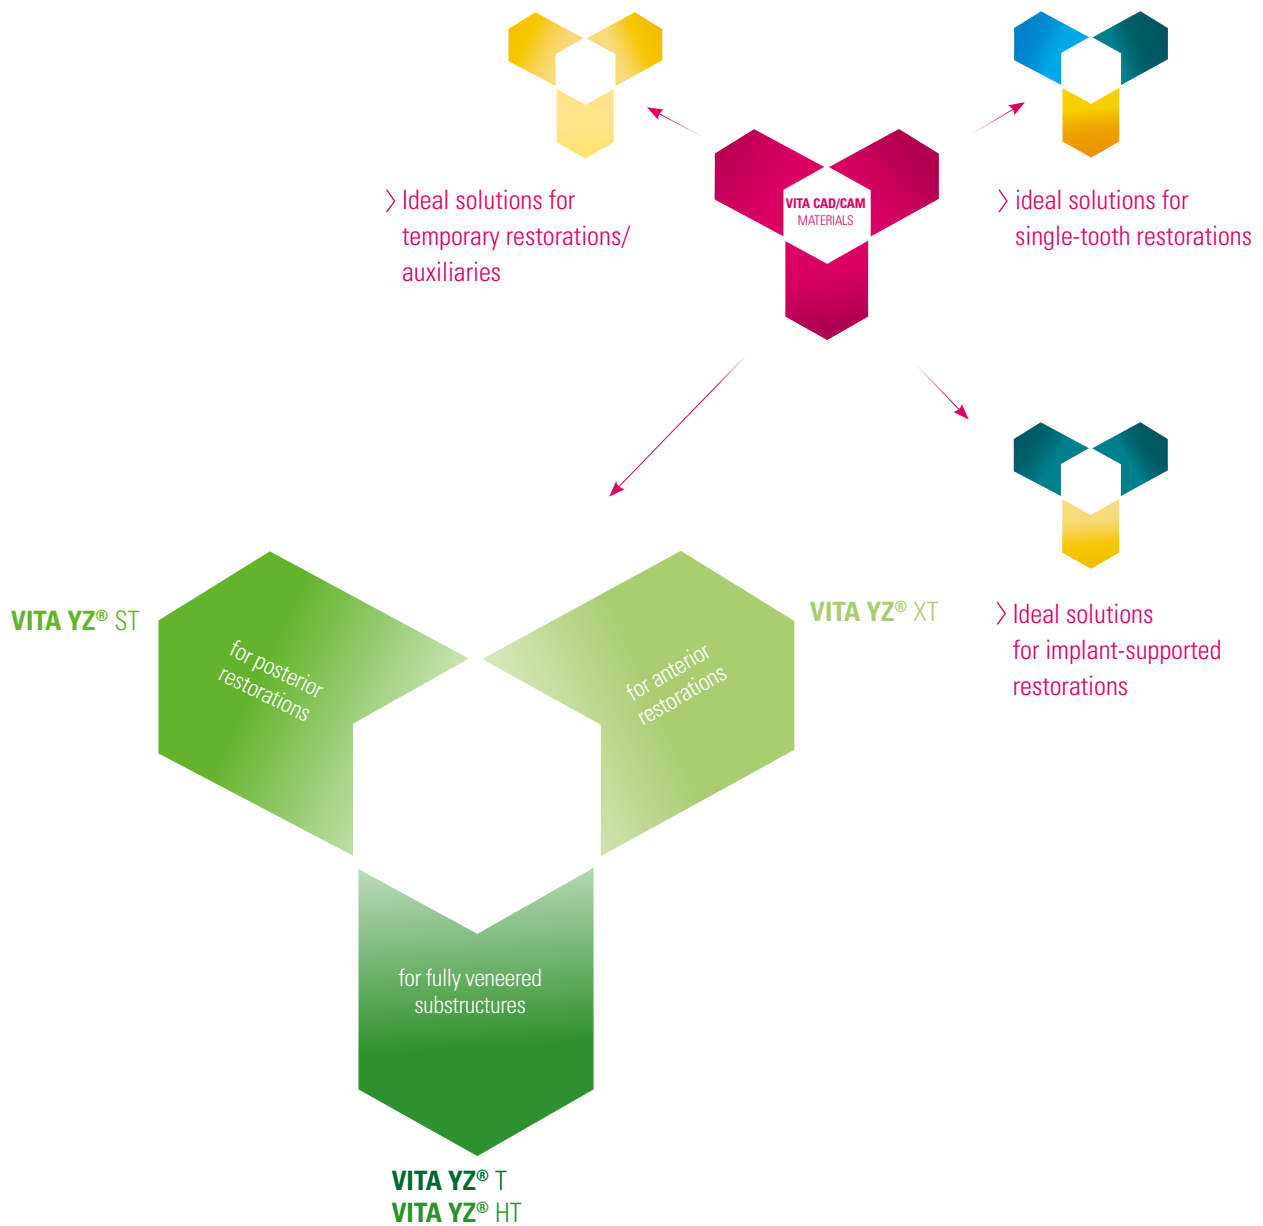 VITA CAD/CAM
MATERIALS
〉Ideal solutions for
temporary restorations/
auxiliaries
〉ideal solutions for
single-tooth restorations
〉Ideal solutions
for implant-supported
restorations
VITA YZ® ST
for posterior
restorations
VITA YZ® XT
for anterior
restorations
for fully veneered
substructures
VITA YZ® T
VITA YZ® HT